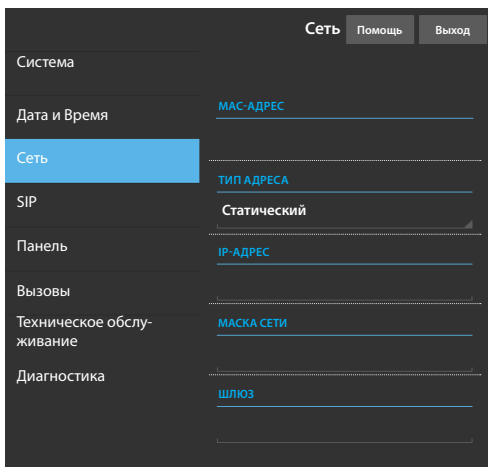 Сеть
Помощь
Выход
Система
Дата и Время
Сеть
SIP
Панель
Вызовы
Техническое обслу-
живание
Диагностика
МАС-АДРЕС
ТИП АДРЕСА
Статический
IP-АДРЕС
МАСКА СЕТИ
ШЛЮЗ